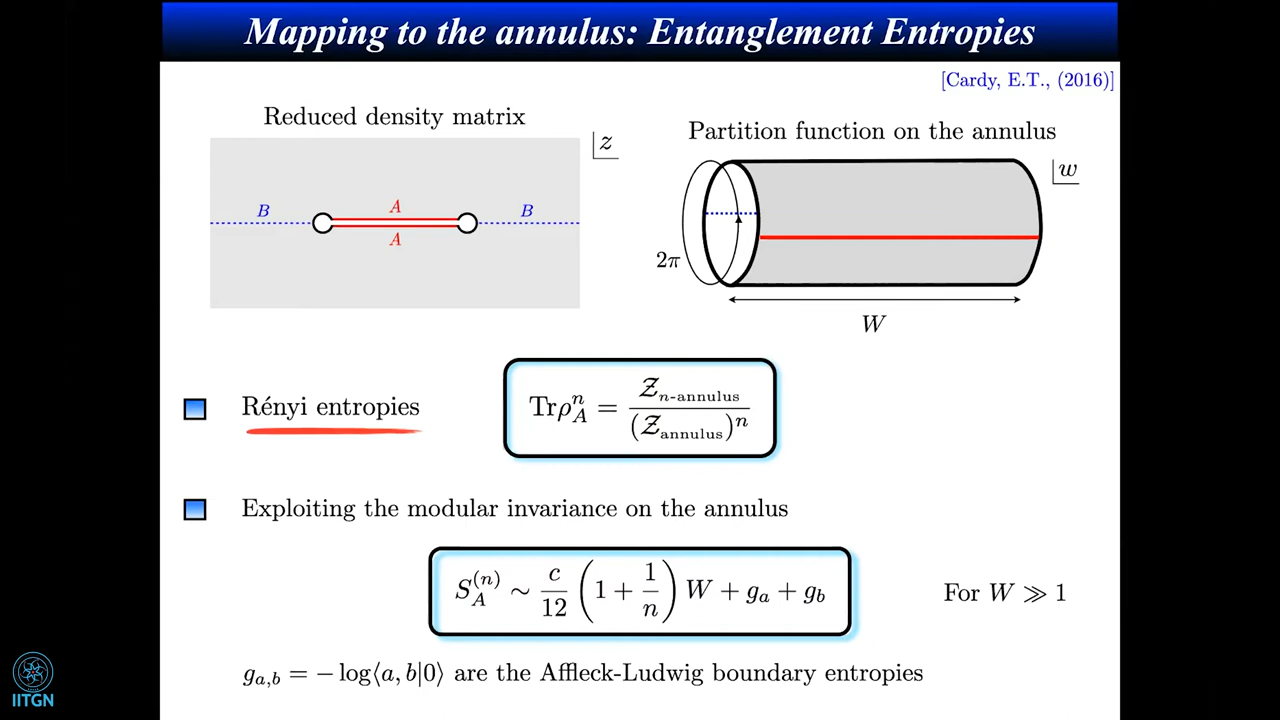 Mapping to the annulus: Entanglement Entropies
[Cardy, E.T., (2016)]
Reduced density matrix
z
B
A
A
B
Partition function on the annulus
w
2π
W
Rényi entropies
Trρ_A^n = 𝒵_{n-annulus} / (𝒵_{annulus})^n
Exploiting the modular invariance on the annulus
S_A^{(n)} ∼ c/12 (1 + 1/n) W + g_a + g_b
For W ≫ 1
g_{a,b} = − log⟨a, b|0⟩ are the Affleck-Ludwig boundary entropies
IITGN